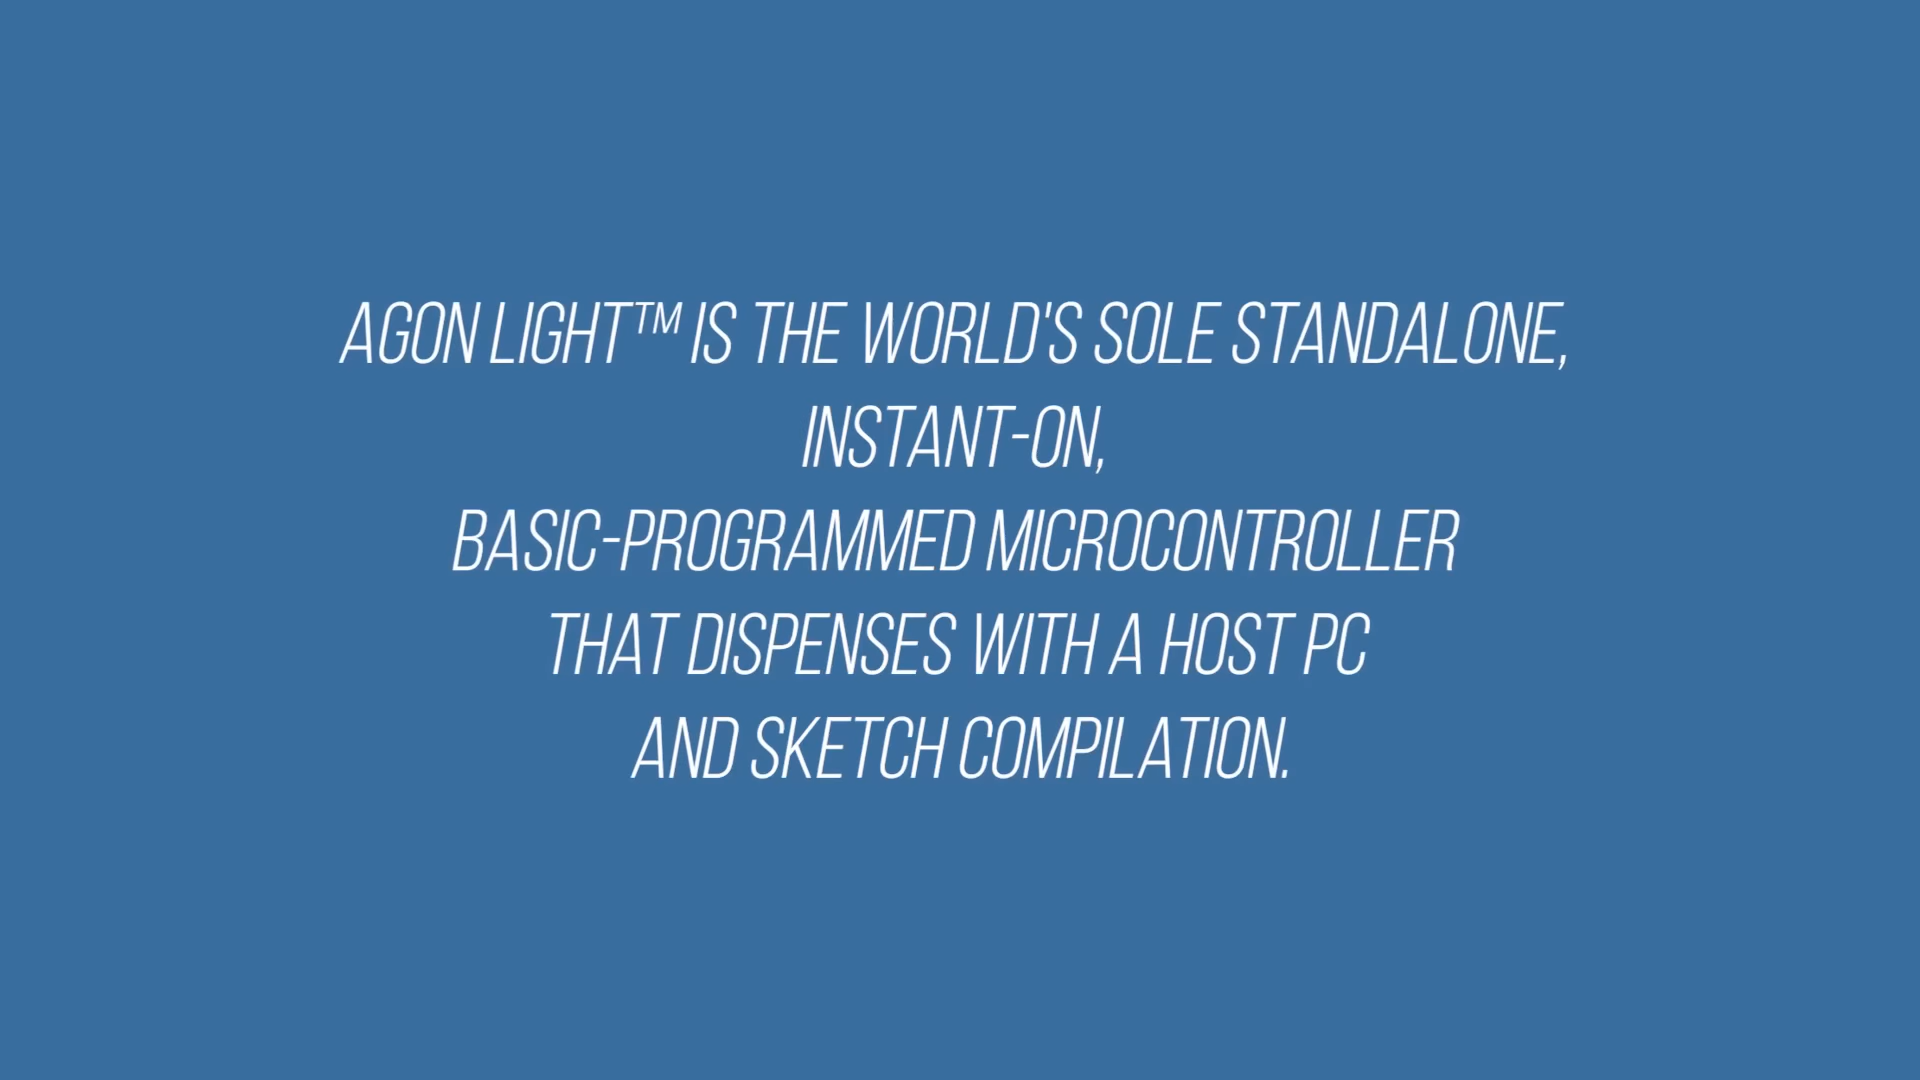 AGON LIGHT™ IS THE WORLD'S SOLE STANDALONE,
INSTANT-ON,
BASIC-PROGRAMMED MICROCONTROLLER
THAT DISPENSES WITH A HOST PC
AND SKETCH COMPILATION.